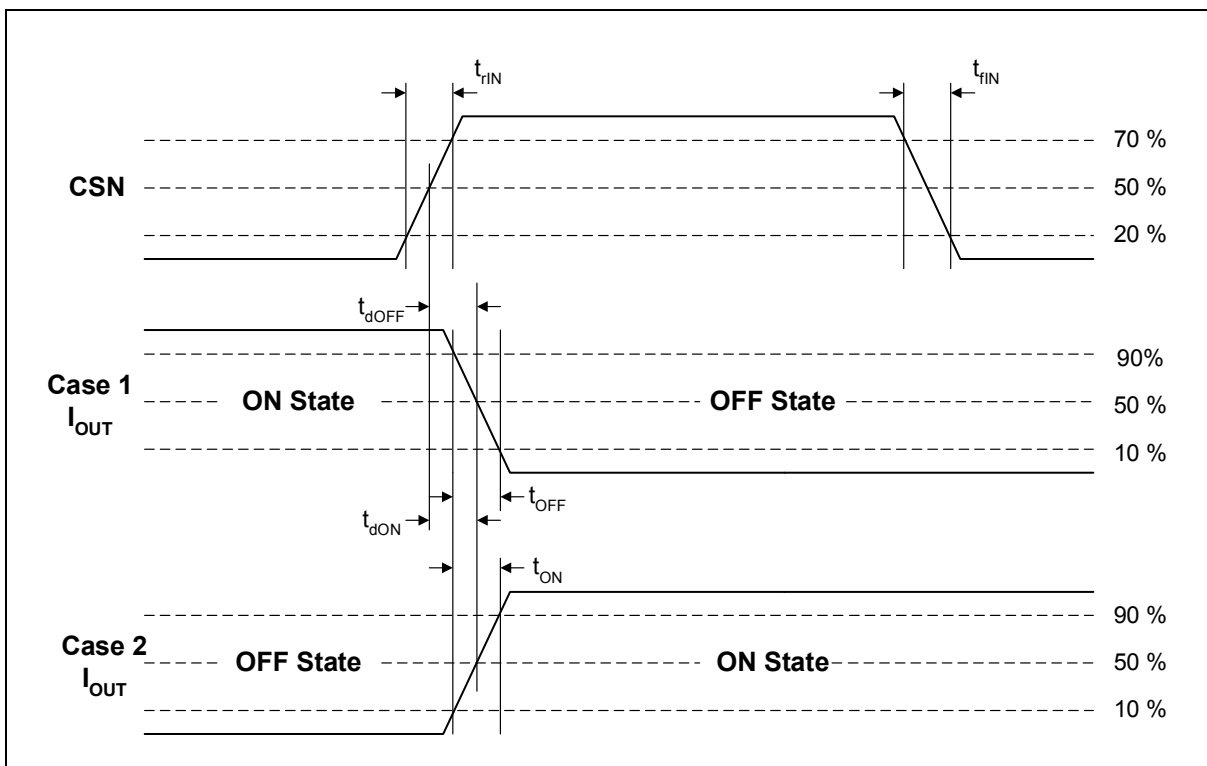 t_rIN
t_fIN
70 %
CSN
50 %
20 %
t_dOFF
90%
Case 1
I_OUT
ON State
OFF State
50 %
10 %
t_OFF
t_dON
t_ON
90 %
Case 2
I_OUT
OFF State
ON State
50 %
10 %